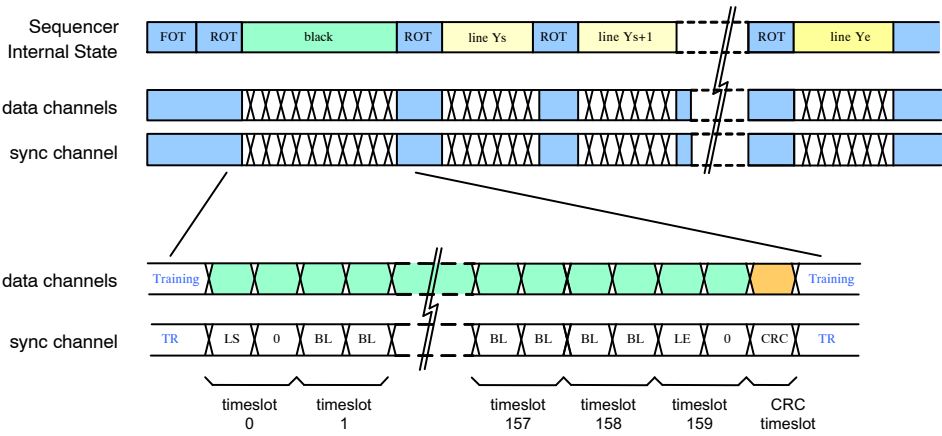 Sequencer
Internal State
FOT ROT black ROT line Ys ROT line Ys+1 ROT line Ye
data channels
sync channel
data channels
Training Training
sync channel
TR LS 0 BL BL BL BL BL BL LE 0 CRC TR
timeslot timeslot timeslot timeslot timeslot CRC
0 1 157 158 159 timeslot